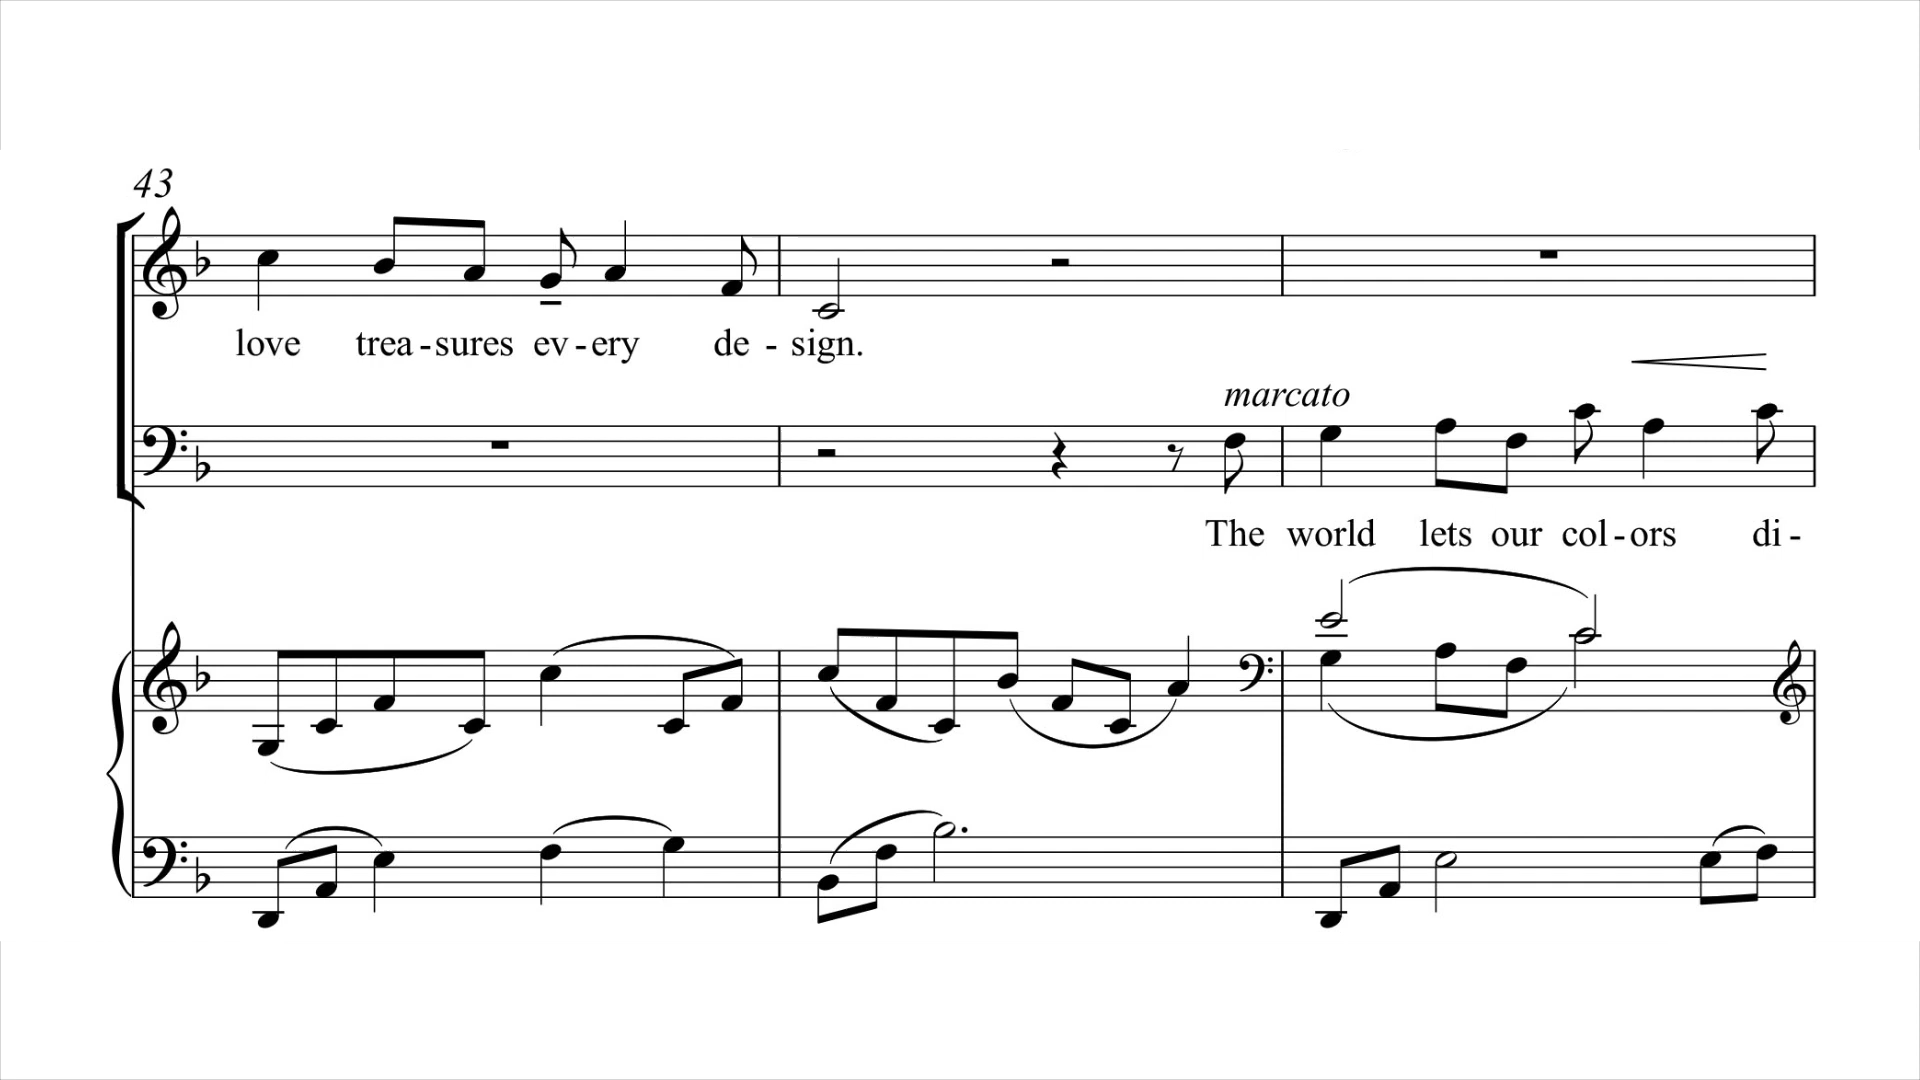 43
love trea - sures ev - ery de - sign.
marcato
The world lets our col - ors di -